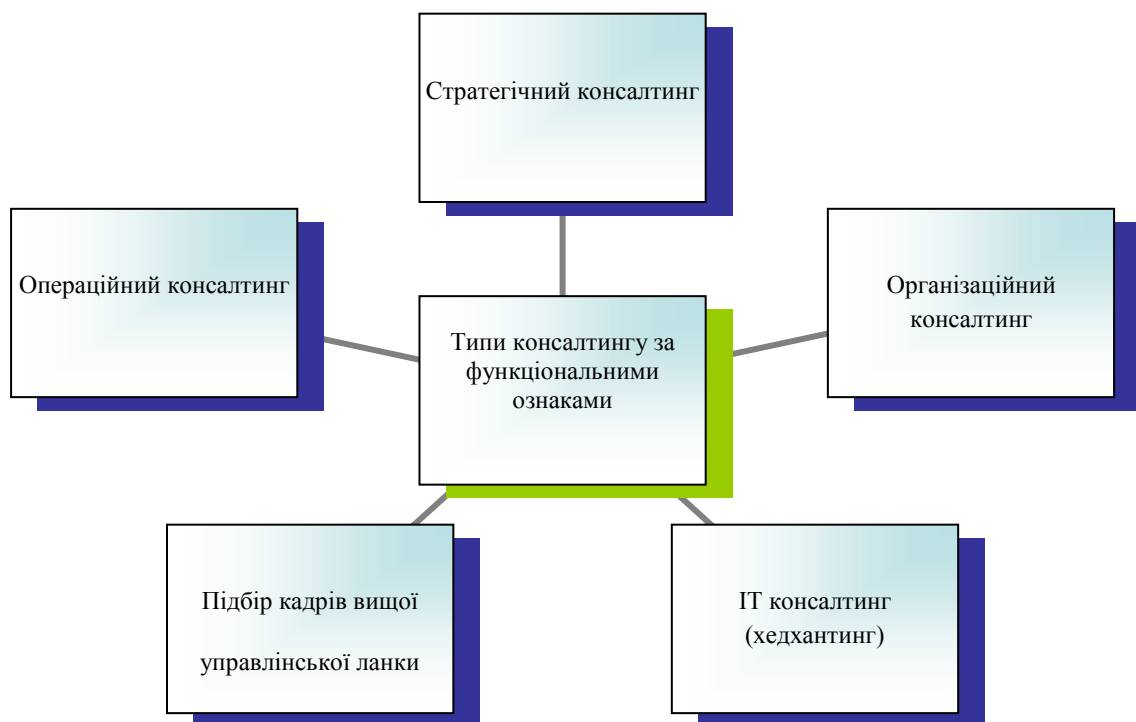 Стратегічний консалтинг
Операційний консалтинг
Організаційний
консалтинг
Типи консалтингу за
функціональними
ознаками
Підбір кадрів вищої
управлінської ланки
ІТ консалтинг
(хедхантинг)